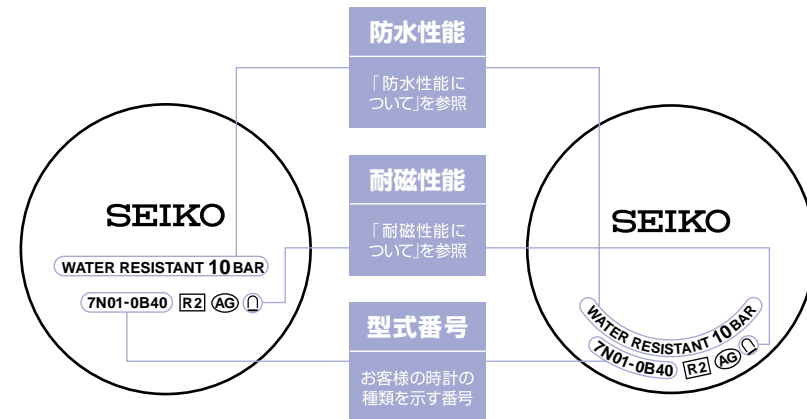 防水性能
「防水性能に
ついて」を参照
耐磁性能
「耐磁性能に
ついて」を参照
型式番号
お客様の時計の
種類を示す番号
SEIKO
WATER RESISTANT 10 BAR
7N01-0B40 R2 AG
SEIKO
WATER RESISTANT 10 BAR
7N01-0B40 R2 AG